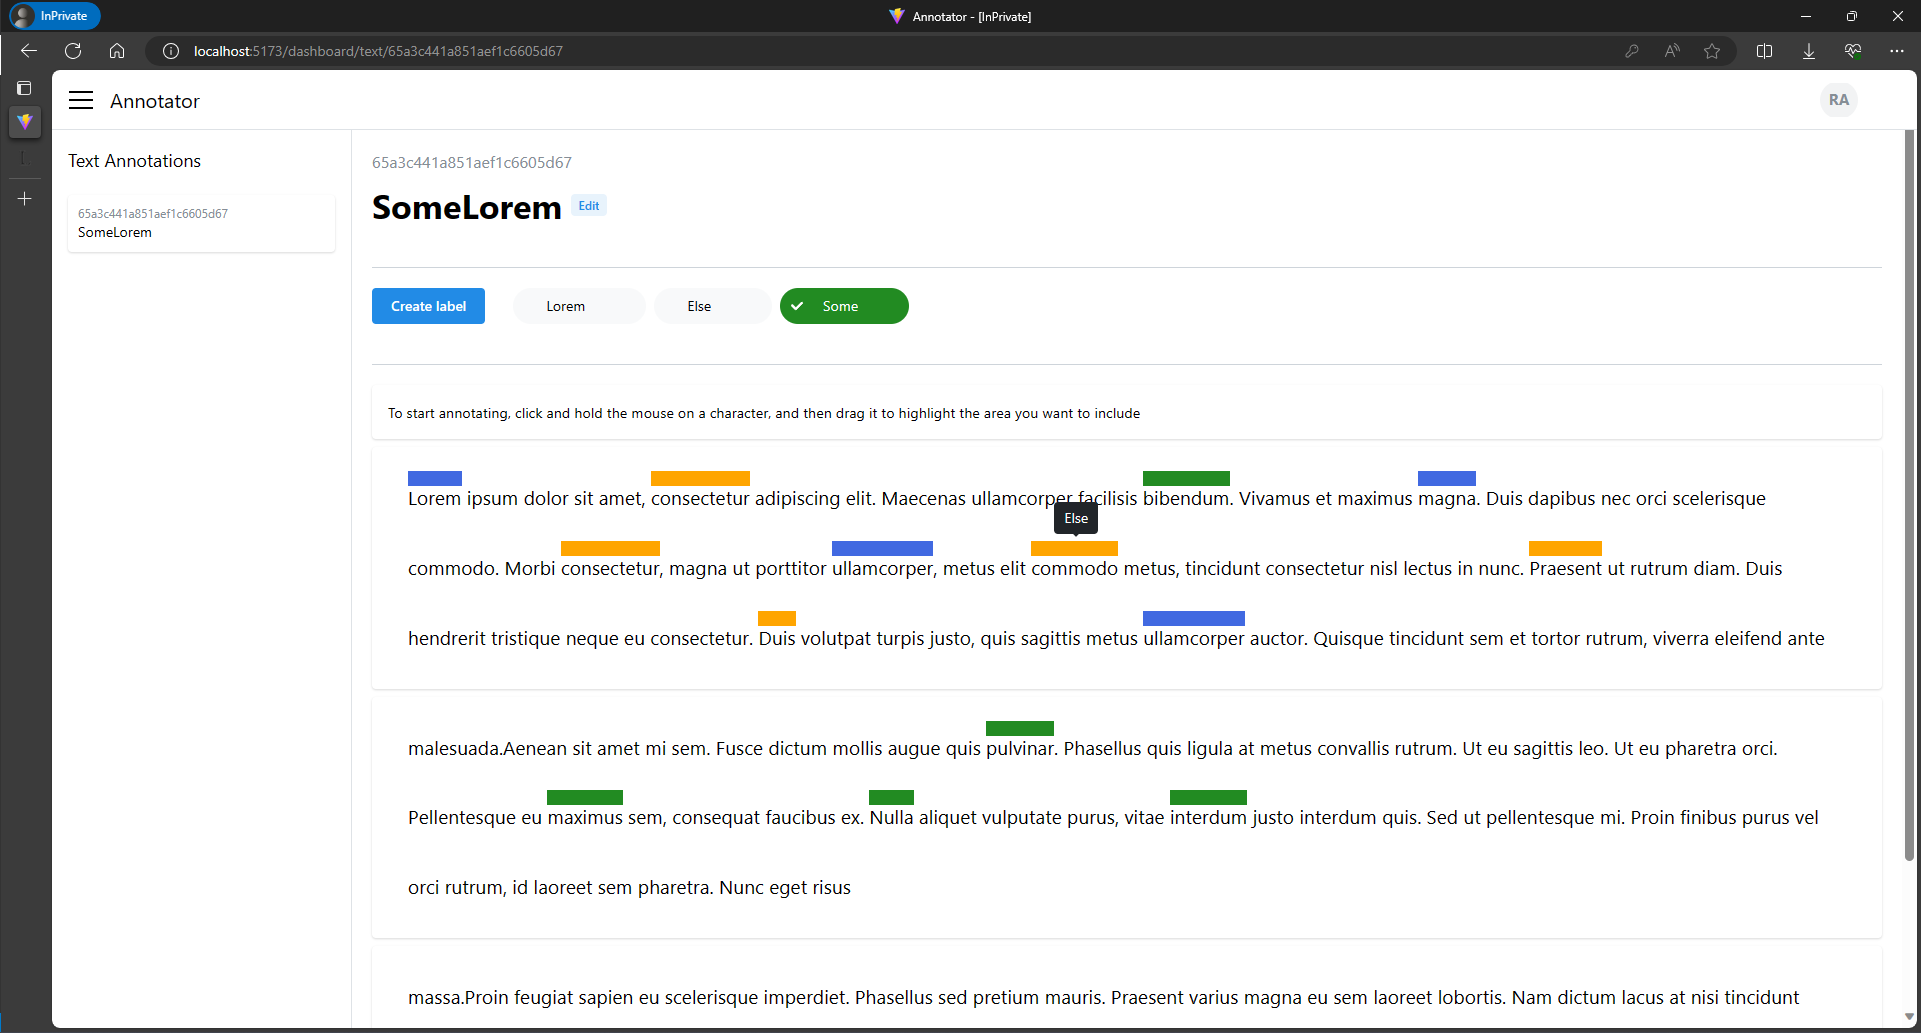 InPrivate
Annotator - [InPrivate]
localhost:5173/dashboard/text/65a3c441a851aef1c6605d67
Annotator
RA
Text Annotations
65a3c441a851aef1c6605d67
SomeLorem
65a3c441a851aef1c6605d67
SomeLorem Edit
Create label Lorem Else Some
To start annotating, click and hold the mouse on a character, and then drag it to highlight the area you want to include
Lorem ipsum dolor sit amet, consectetur adipiscing elit. Maecenas ullamcorper facilisis bibendum. Vivamus et maximus magna. Duis dapibus nec orci scelerisque
Else
commodo. Morbi consectetur, magna ut porttitor ullamcorper, metus elit commodo metus, tincidunt consectetur nisl lectus in nunc. Praesent ut rutrum diam. Duis
hendrerit tristique neque eu consectetur. Duis volutpat turpis justo, quis sagittis metus ullamcorper auctor. Quisque tincidunt sem et tortor rutrum, viverra eleifend ante
malesuada.Aenean sit amet mi sem. Fusce dictum mollis augue quis pulvinar. Phasellus quis ligula at metus convallis rutrum. Ut eu sagittis leo. Ut eu pharetra orci.
Pellentesque eu maximus sem, consequat faucibus ex. Nulla aliquet vulputate purus, vitae interdum justo interdum quis. Sed ut pellentesque mi. Proin finibus purus vel
orci rutrum, id laoreet sem pharetra. Nunc eget risus
massa.Proin feugiat sapien eu scelerisque imperdiet. Phasellus sed pretium mauris. Praesent varius magna eu sem laoreet lobortis. Nam dictum lacus at nisi tincidunt